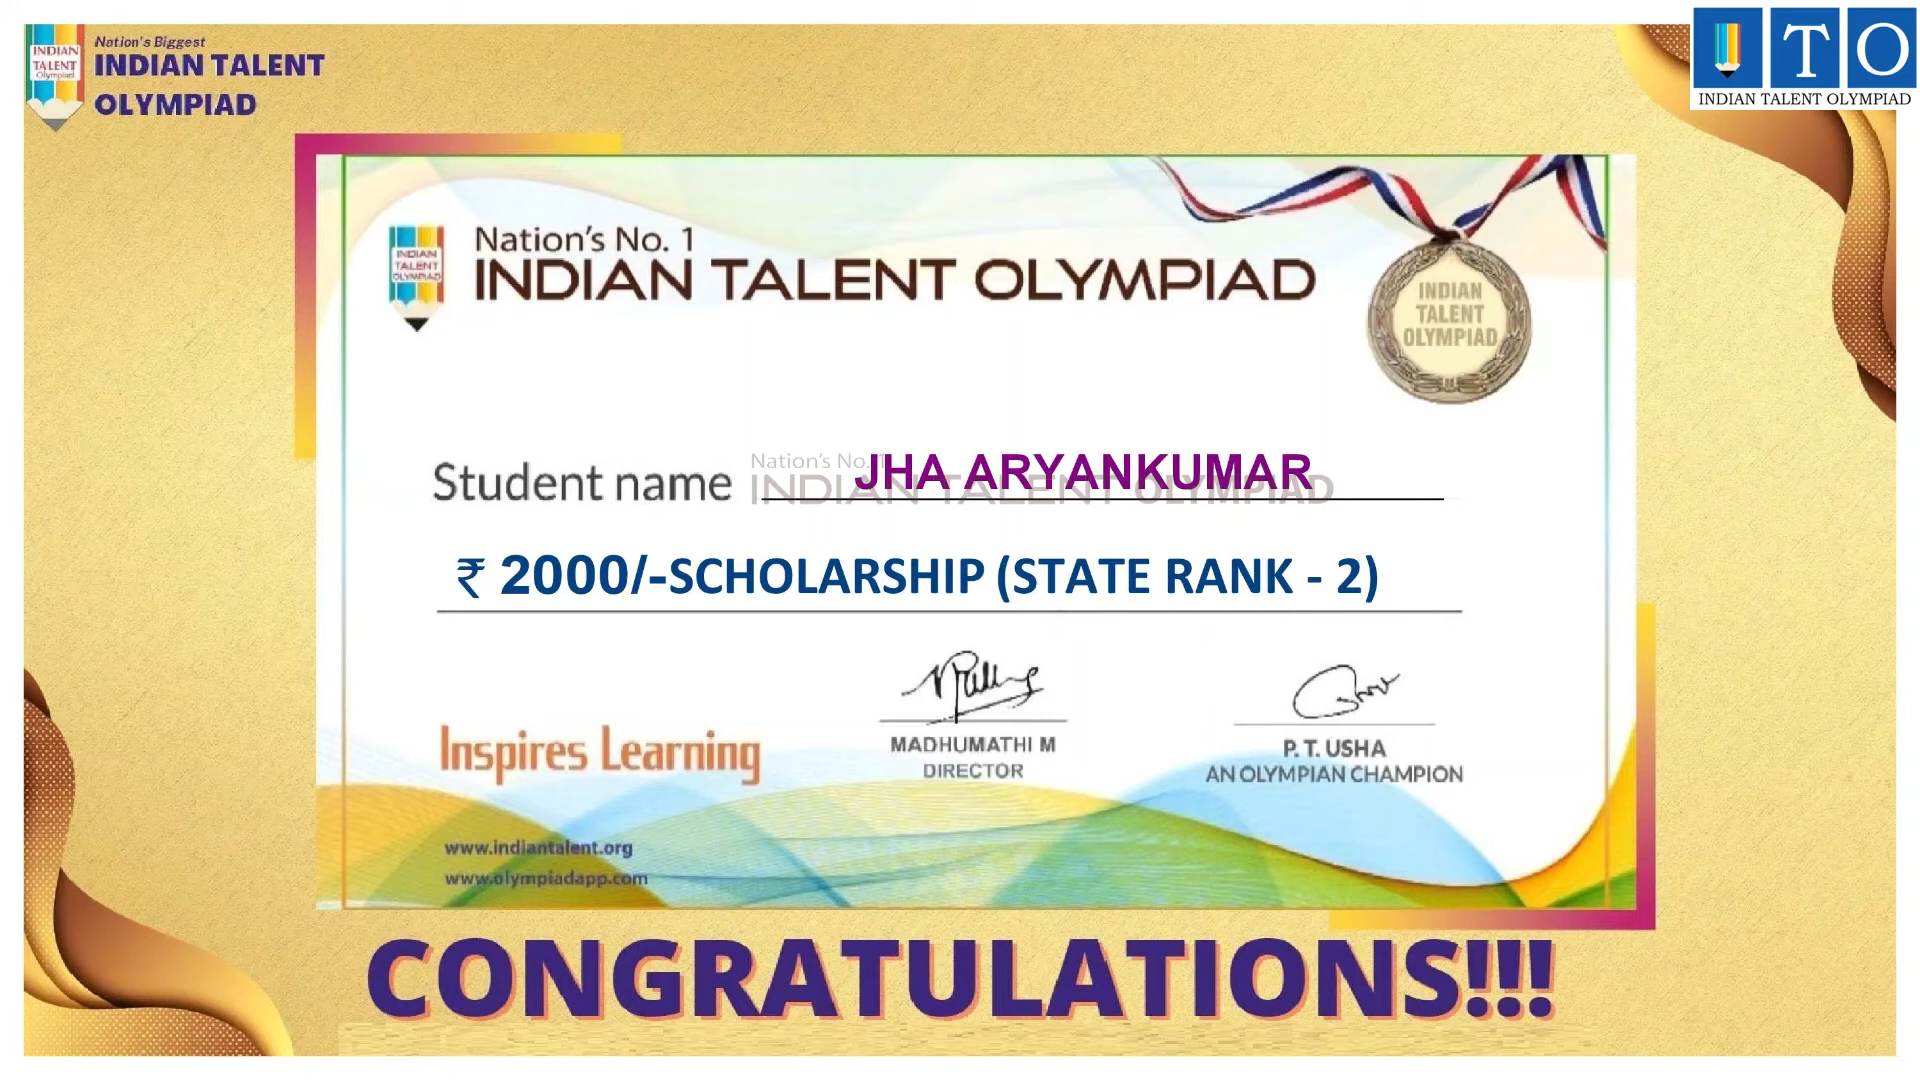 Nation's Biggest
INDIAN TALENT
OLYMPIAD
INDIAN
TALENT
Olympiad
ITO
INDIAN TALENT OLYMPIAD
Nation's No. 1
INDIAN TALENT OLYMPIAD
INDIAN
TALENT
OLYMPIAD
INDIAN
TALENT
OLYMPIAD
Nation's No. 1
INDIAN TALENT OLYMPIAD
Student name JHA ARYANKUMAR
₹ 2000/-SCHOLARSHIP (STATE RANK - 2)
Inspires Learning
MADHUMATHI M
DIRECTOR
P. T. USHA
AN OLYMPIAN CHAMPION
www.indiantalent.org
www.olympiadapp.com
CONGRATULATIONS!!!